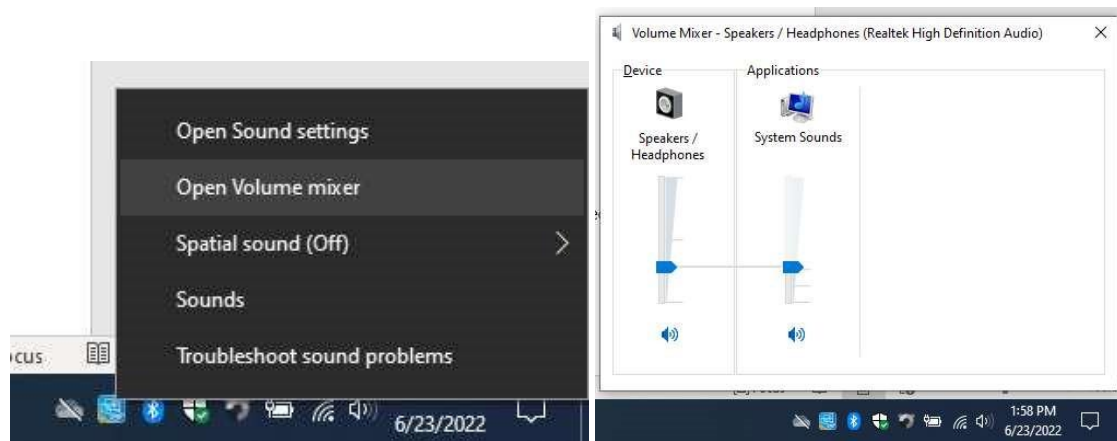 Open Sound settings
Open Volume mixer
Spatial sound (Off)
Sounds
Troubleshoot sound problems
ocus
6/23/2022
Volume Mixer - Speakers / Headphones (Realtek High Definition Audio)
Device
Applications
Speakers /
Headphones
System Sounds
1:58 PM
6/23/2022